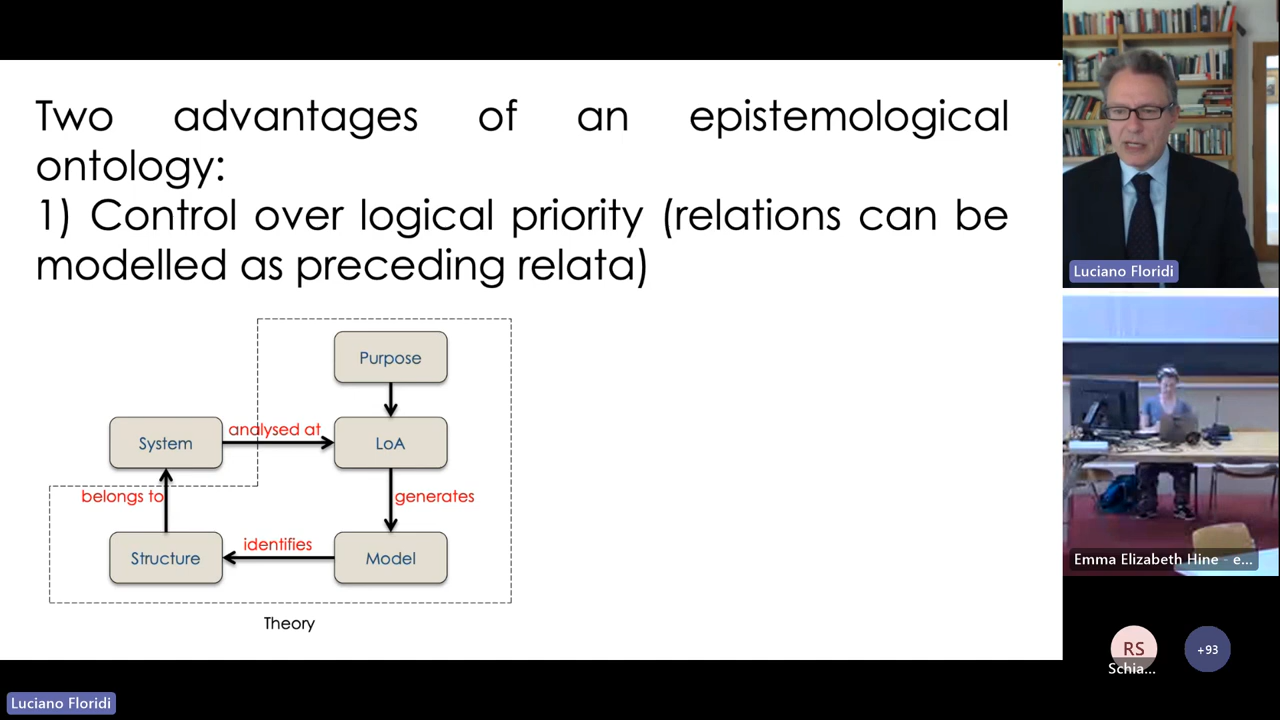 Two advantages of an epistemological
ontology:
1) Control over logical priority (relations can be
modelled as preceding relata)
Purpose
System
analysed at
LoA
belongs to
generates
Structure
identifies
Model
Theory
Luciano Floridi
Emma Elizabeth Hine - e...
RS
Schia...
+93
Luciano Floridi